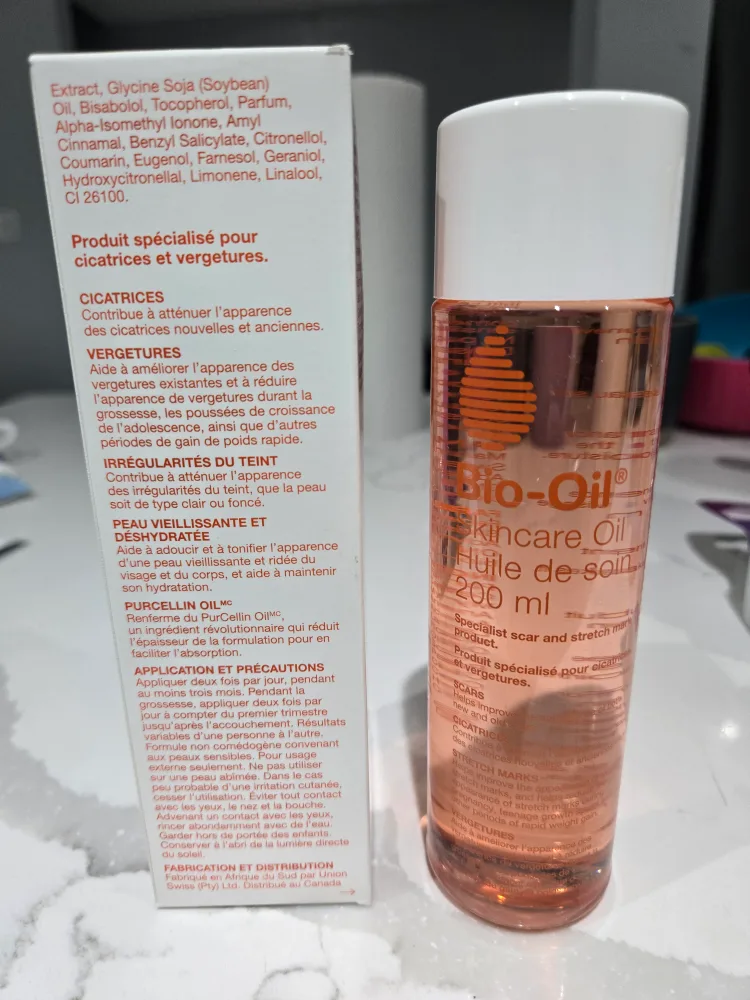 Extract, Glycine Soja (Soybean)
Oil, Bisabolol, Tocopherol, Parfum,
Alpha-Isomethyl Ionone, Amyl
Cinnamal, Benzyl Salicylate, Citronellol,
Coumarin, Eugenol, Farnesol, Geraniol,
Hydroxycitronellal, Limonene, Linalool,
CI 26100.
Produit spécialisé pour
cicatrices et vergetures.
CICATRICES
Contribue à atténuer l'apparence
des cicatrices nouvelles et anciennes.
VERGETURES
Aide à améliorer l'apparence des
vergetures existantes et à réduire
l'apparence de vergetures durant la
grossesse, les poussées de croissance
de l'adolescence, ainsi que d'autres
périodes de gain de poids rapide.
IRRÉGULARITÉS DU TEINT
Contribue à atténuer l'apparence
des irrégularités du teint, que la peau
soit de type clair ou foncé.
PEAU VIEILLISSANTE ET
DÉSHYDRATÉE
Aide à adoucir et à tonifier l'apparence
d'une peau vieillissante et ridée du
visage et du corps, et aide à maintenir
son hydratation.
PURCELLIN OIL MC
Renferme du PurCellin Oil MC,
un ingrédient révolutionnaire qui réduit
l'épaisseur de la formulation pour en
faciliter l'absorption.
APPLICATION ET PRÉCAUTIONS
Appliquer deux fois par jour, pendant
au moins trois mois. Pendant la
grossesse, appliquer deux fois par
jour à compter du premier trimestre
jusqu'après l'accouchement. Résultats
variables d'une personne à l'autre.
Formule non comédogène convenant
aux peaux sensibles. Pour usage
externe seulement. Ne pas utiliser
sur une peau abîmée. Dans le cas
peu probable d'une irritation cutanée,
cesser l'utilisation. Éviter tout contact
avec les yeux, le nez et la bouche.
Advenant un contact avec les yeux,
rincer abondamment avec de l'eau.
Garder hors de portée des enfants.
Conserver à l'abri de la lumière directe
du soleil.
FABRICATION ET DISTRIBUTION
Fabriqué en Afrique du Sud par Union
Swiss (Pty) Ltd. Distribué au Canada
Bio-Oil®
Skincare Oil
Huile de soin
200 ml
Specialist scar and stretch mark
product.
Produit spécialisé pour
et vergetures.
SCARS
Helps improve
new and old
STRETCH MARKS
VERGETURES